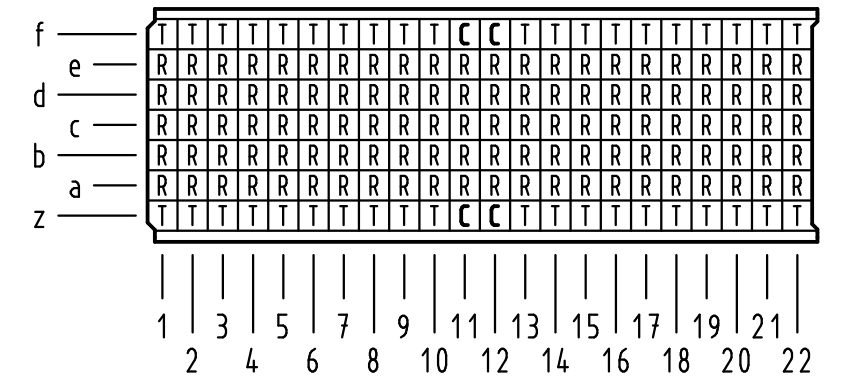 f T T T T T T T T T T C C T T T T T T T T T T
e R R R R R R R R R R R R R R R R R R R R R R
d R R R R R R R R R R R R R R R R R R R R R R
c R R R R R R R R R R R R R R R R R R R R R R
b R R R R R R R R R R R R R R R R R R R R R R
a R R R R R R R R R R R R R R R R R R R R R R
z T T T T T T T T T T C C T T T T T T T T T T
1 3 5 7 9 11 13 15 17 19 21
2 4 6 8 10 12 14 16 18 20 22